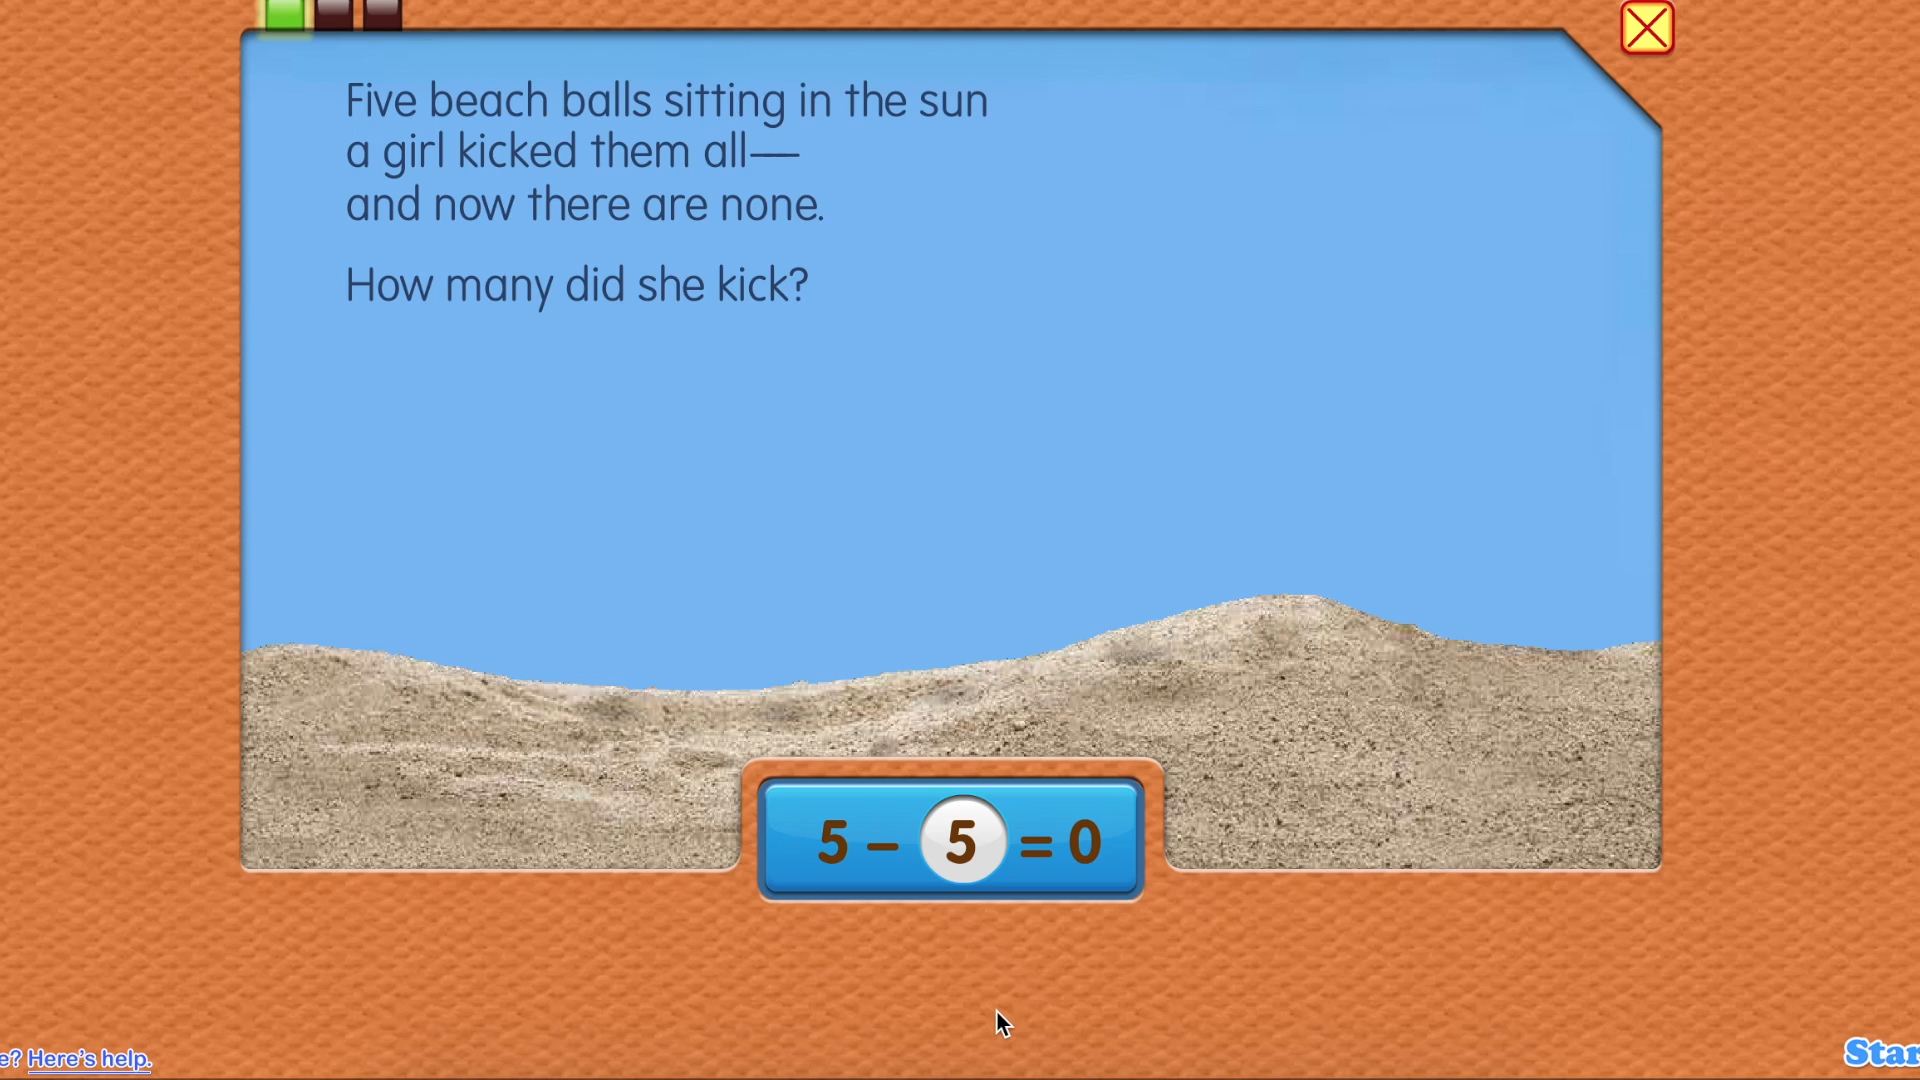 Five beach balls sitting in the sun
a girl kicked them all—
and now there are none.
How many did she kick?
5 – 5 = 0
e? Here's help.
Star